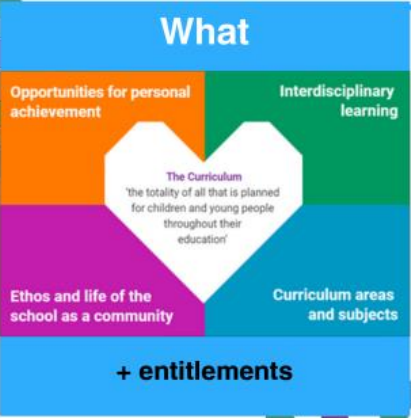 What
Opportunities for personal
achievement
Interdisciplinary
learning
The Curriculum
'the totality of all that is planned
for children and young people
throughout their
education'
Ethos and life of the
school as a community
Curriculum areas
and subjects
+ entitlements